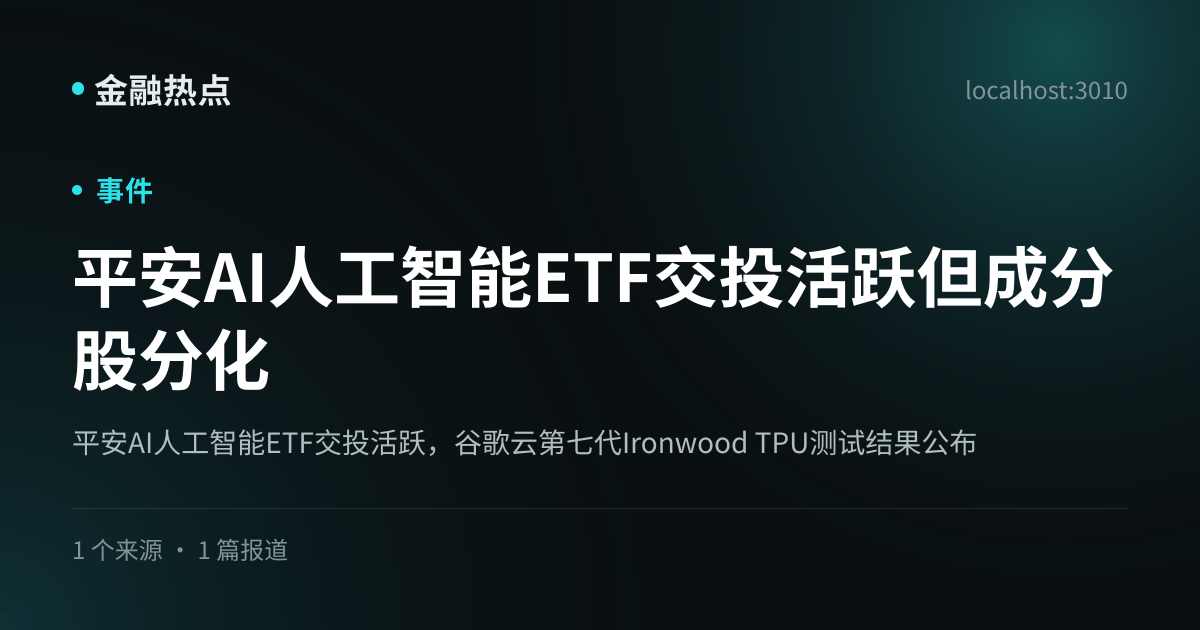 金融热点
localhost:3010
事件
平安AI人工智能ETF交投活跃但成分
股分化
平安AI人工智能ETF交投活跃，谷歌云第七代Ironwood TPU测试结果公布
1 个来源 · 1 篇报道